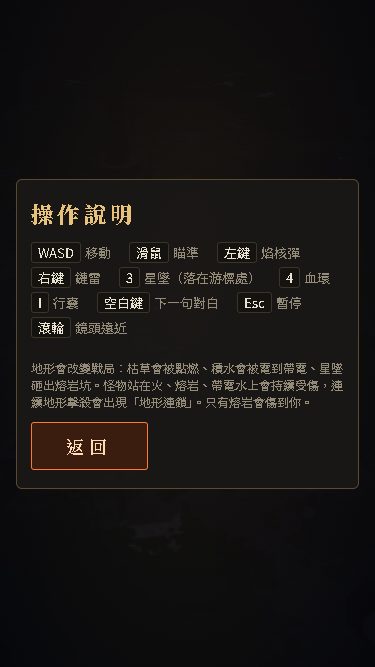 操作說明
WASD 移動 滑鼠 瞄準 左鍵 焰核彈
右鍵 鏈雷 3 星墜（落在游標處） 4 血環
I 行囊 空白鍵 下一句對白 Esc 暫停
滾輪 鏡頭遠近
地形會改變戰局：枯草會被點燃、積水會被電到帶電、星墜
砸出熔岩坑。怪物站在火、熔岩、帶電水上會持續受傷，連
鎖地形擊殺會出現「地形連鎖」。只有熔岩會傷到你。
返回